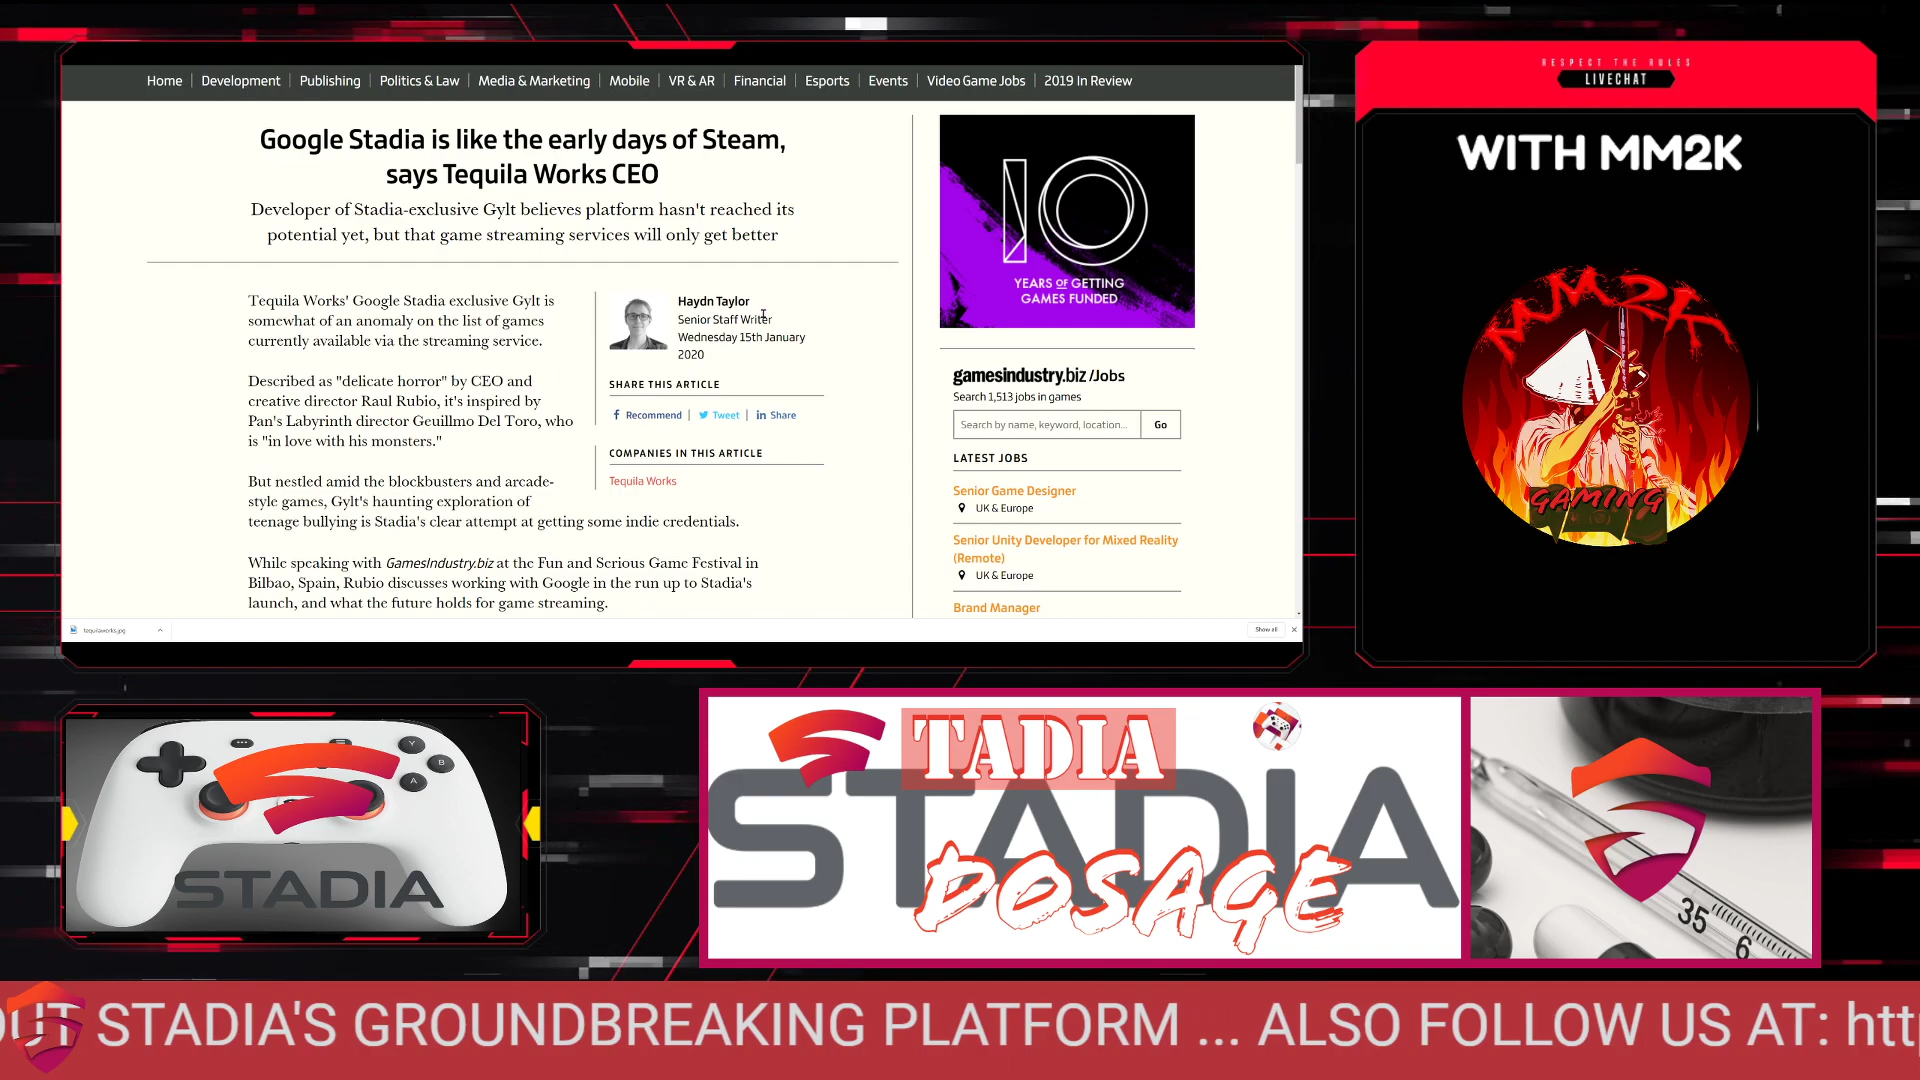 Home | Development | Publishing | Politics & Law | Media & Marketing | Mobile | VR & AR | Financial | Esports | Events | Video Game Jobs | 2019 In Review
Google Stadia is like the early days of Steam,
says Tequila Works CEO
Developer of Stadia-exclusive Gylt believes platform hasn't reached its
potential yet, but that game streaming services will only get better
Tequila Works' Google Stadia exclusive Gylt is
somewhat of an anomaly on the list of games
currently available via the streaming service.
Described as "delicate horror" by CEO and
creative director Raul Rubio, it's inspired by
Pan's Labyrinth director Geuillmo Del Toro, who
is "in love with his monsters."
But nestled amid the blockbusters and arcade-
style games, Gylt's haunting exploration of
teenage bullying is Stadia's clear attempt at getting some indie credentials.
While speaking with GamesIndustry.biz at the Fun and Serious Game Festival in
Bilbao, Spain, Rubio discusses working with Google in the run up to Stadia's
launch, and what the future holds for game streaming.
Haydn Taylor
Senior Staff Writer
Wednesday 15th January
2020
SHARE THIS ARTICLE
Recommend | Tweet | Share
COMPANIES IN THIS ARTICLE
Tequila Works
10
YEARS OF GETTING
GAMES FUNDED
gamesindustry.biz /Jobs
Search 1,513 jobs in games
Search by name, keyword, location...
Go
LATEST JOBS
Senior Game Designer
UK & Europe
Senior Unity Developer for Mixed Reality
(Remote)
UK & Europe
Brand Manager
tequilaworks.jpg
Show all
RESPECT THE RULES
LIVECHAT
WITH MM2K
MM2K
GAMING
Y
B
A
STADIA
TADIA
STADIA
DOSAGE
35
6
OUT STADIA'S GROUNDBREAKING PLATFORM ... ALSO FOLLOW US AT: http